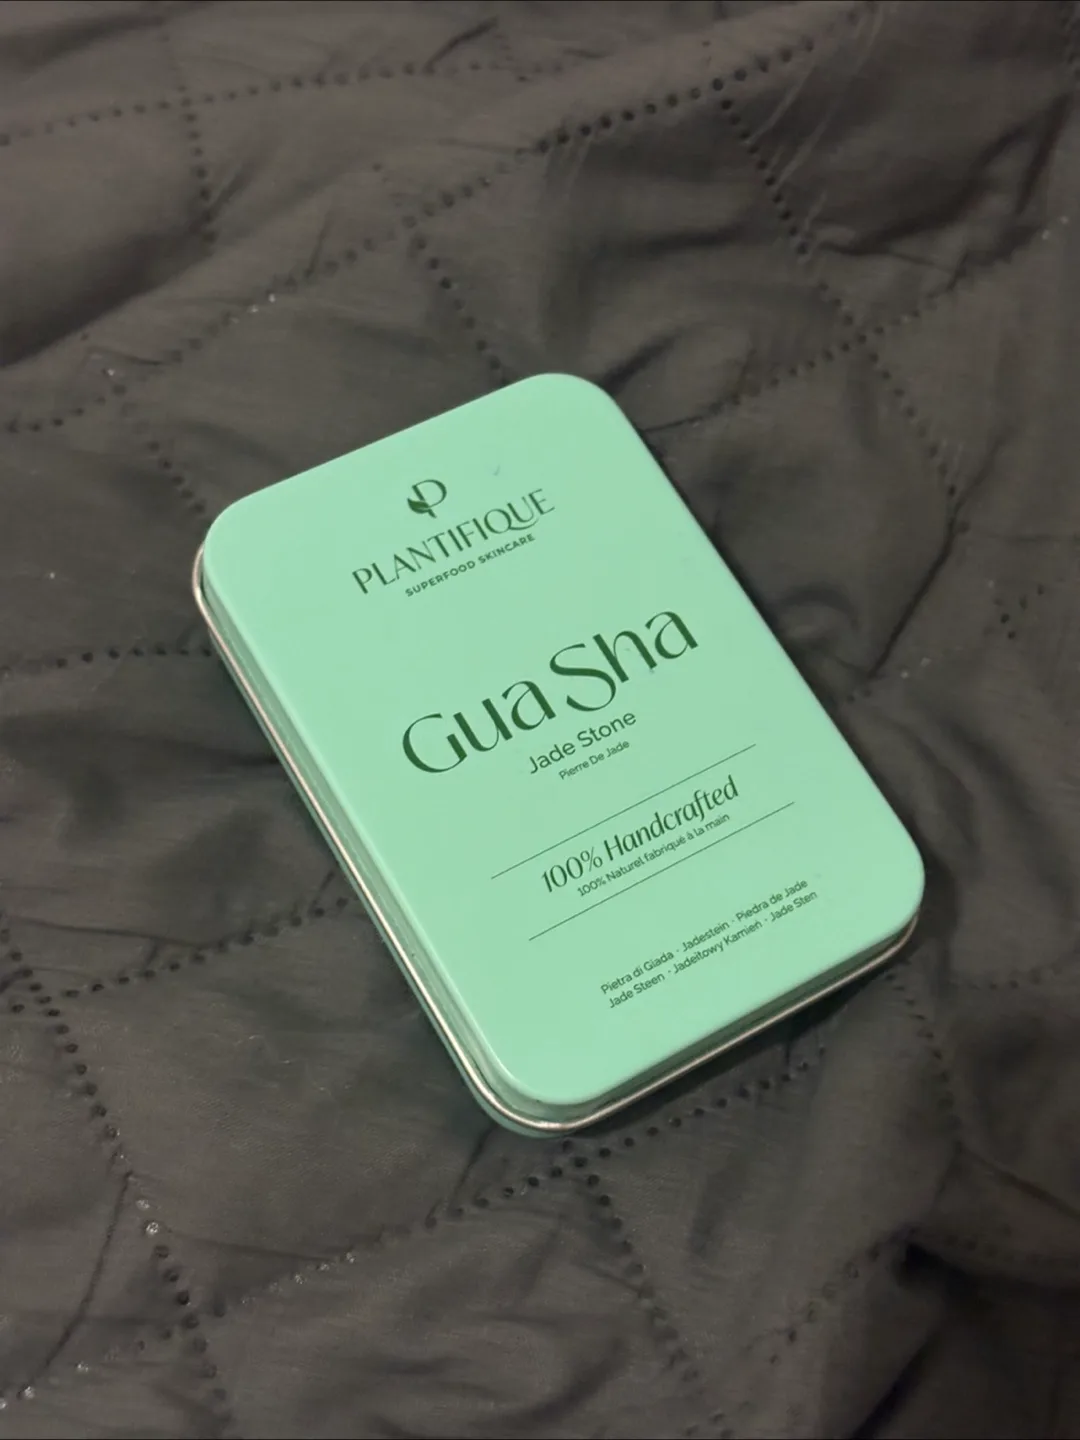 PLANTIFIQUE
SUPERFOOD SKINCARE
Gua Sha
Jade Stone
Pierre De Jade
100% Handcrafted
100% Naturel fabriqué à la main
Pietra di Giada · Jadestein · Piedra de Jade
Jade Steen · Jadeitowy Kamień · Jade Sten